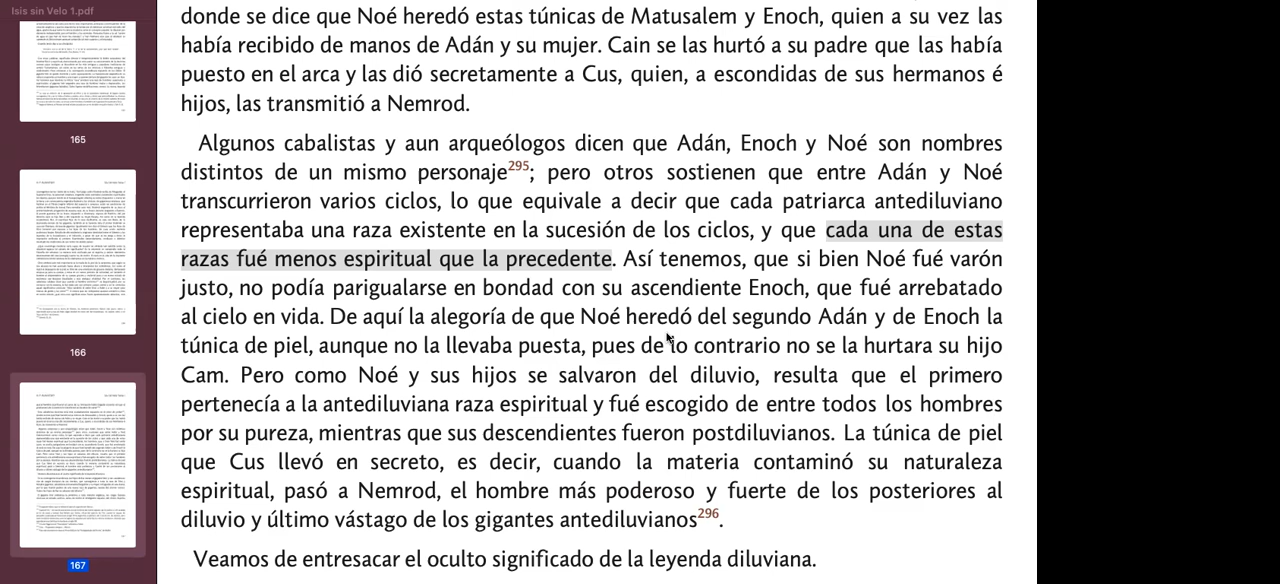 Isis sin Velo 1.pdf
165
166
167
donde se dice que Noé heredó estas túnicas de Matusalem y Enoch, quien a su vez las
había recibido de manos de Adán y su mujer. Cain se las hurtó a su padre que las había
puesto en el arca y las dió secretamente a Cus, quien, a escondidas de sus hermanos é
hijos, las transmitió a Nemrod.
Algunos cabalistas y aun arqueólogos dicen que Adán, Enoch y Noé son nombres
distintos de un mismo personaje295; pero otros sostienen que entre Adán y Noé
transcurrieron varios ciclos, lo que equivale a decir que cada patriarca antediluviano
representaba una raza existente en la sucesión de los ciclos, y que cada una de estas
razas fué menos espiritual que la precedente. Así tenemos, que si bien Noé fué varón
justo, no podía parigualarse en bondad con su ascendiente Enoch, que fué arrebatado
al cielo en vida. De aquí la alegoría de que Noé heredó del segundo Adán y de Enoch la
túnica de piel, aunque no la llevaba puesta, pues de lo contrario no se la hurtara su hijo
Cam. Pero como Noé y sus hijos se salvaron del diluvio, resulta que el primero
pertenecía a la antediluviana raza espiritual y fué escogido entre todos los hombres
por su pureza, mientras que sus descendientes fueron postdiluvianos. La túnica de piel
que Cus llevó en secreto, es decir, cuando la materia contaminó su naturaleza
espiritual, pasó a Nemrod, el hombre más poderoso y fuerte de los posteriores al
diluvio y último vástago de los gigantes antediluvianos296.
Veamos de entresacar el oculto significado de la leyenda diluviana.